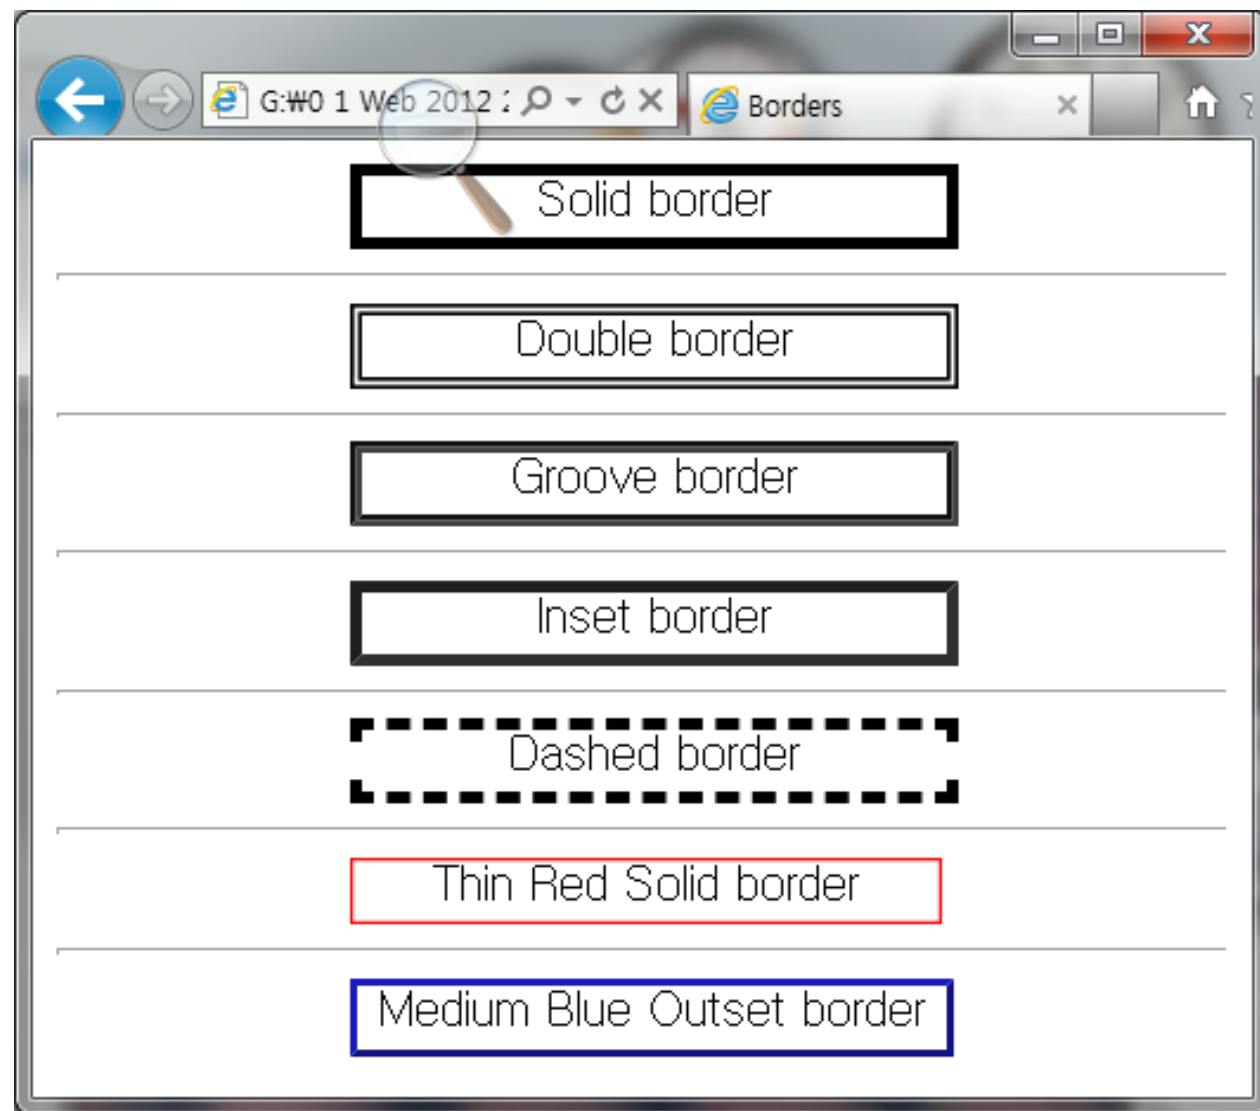 G:₩0 1 Web 2012 2
Borders
Solid border
Double border
Groove border
Inset border
Dashed border
Thin Red Solid border
Medium Blue Outset border